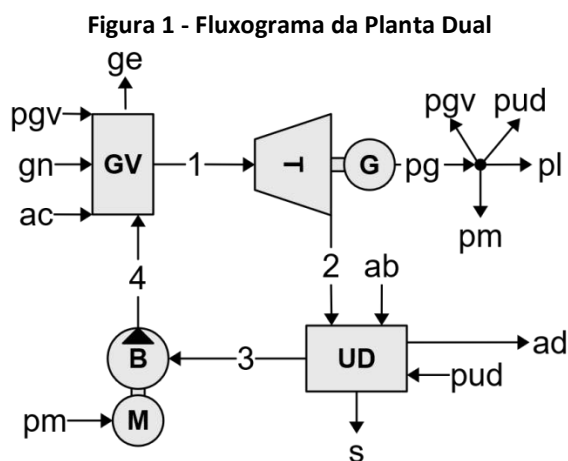 Figura 1 - Fluxograma da Planta Dual
ge
pgv
gn
ac
GV
1
T
G
pg
pgv
pud
pl
pm
4
2
ab
B
3
UD
ad
pud
pm
M
s